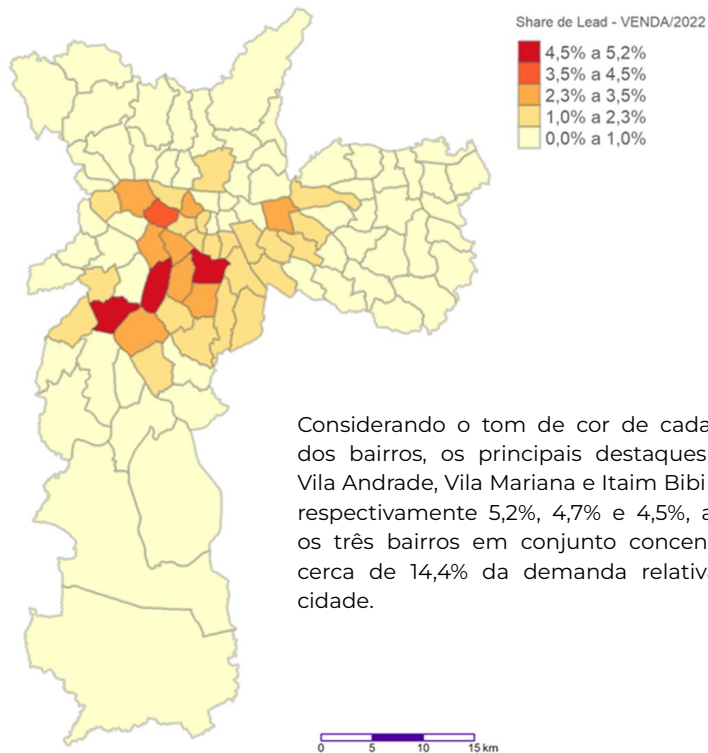 Share de Lead - VENDA/2022
4,5% a 5,2%
3,5% a 4,5%
2,3% a 3,5%
1,0% a 2,3%
0,0% a 1,0%
Considerando o tom de cor de cada
dos bairros, os principais destaques
Vila Andrade, Vila Mariana e Itaim Bibi
respectivamente 5,2%, 4,7% e 4,5%, a
os três bairros em conjunto concen
cerca de 14,4% da demanda relativa
cidade.
0 5 10 15 km